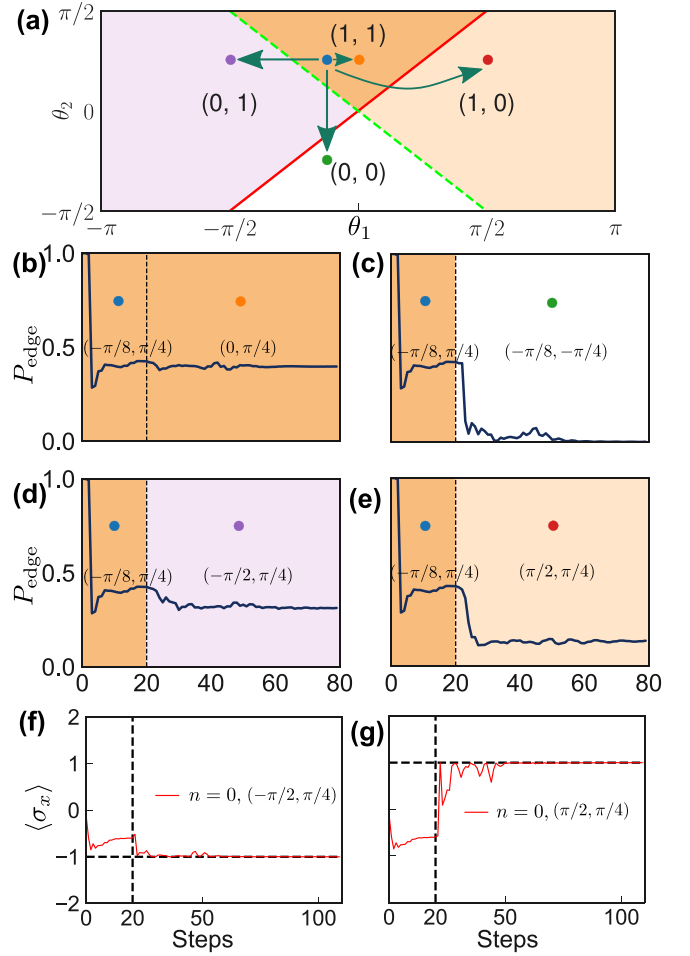 (a)
π/2
0
−π/2
θ₂
(1, 1)
(0, 1)
(1, 0)
(0, 0)
−π
−π/2
θ₁
π/2
π
(b)
1.0
0.5
0.0
P_edge
(−π/8, π/4)
(0, π/4)
(c)
(−π/8, π/4)
(−π/8, −π/4)
(d)
1.0
0.5
0.0
P_edge
(−π/8, π/4)
(−π/2, π/4)
0 20 40 60 80
(e)
(−π/8, π/4)
(π/2, π/4)
0 20 40 60 80
(f)
2
1
0
−1
−2
⟨σₓ⟩
n = 0, (−π/2, π/4)
0 20 50 100
Steps
(g)
n = 0, (π/2, π/4)
0 20 50 100
Steps